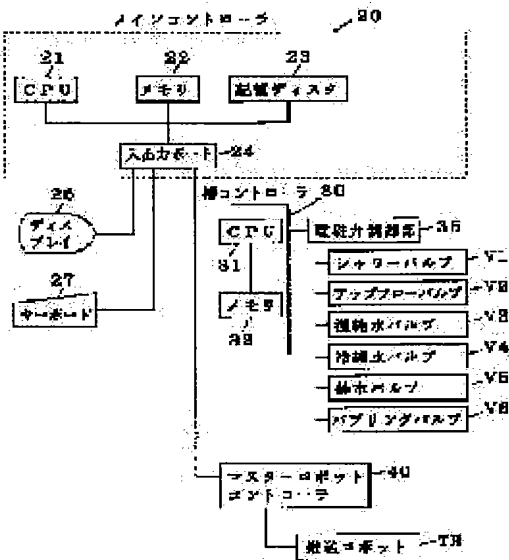 メインコントローラ
20
21
22
23
CPU
メモリ
記憶ディスク
入出力ポート
24
26
ディス
プレイ
27
キーボード
槽コントローラ
30
CPU
31
メモリ
電磁弁制御部
35
シャワーバルブ
V1
アップフローバルブ
V2
温純水バルブ
V3
冷純水バルブ
V4
排水バルブ
V5
バブリングバルブ
V6
マスターロボット
コントローラ
40
搬送ロボット
TR